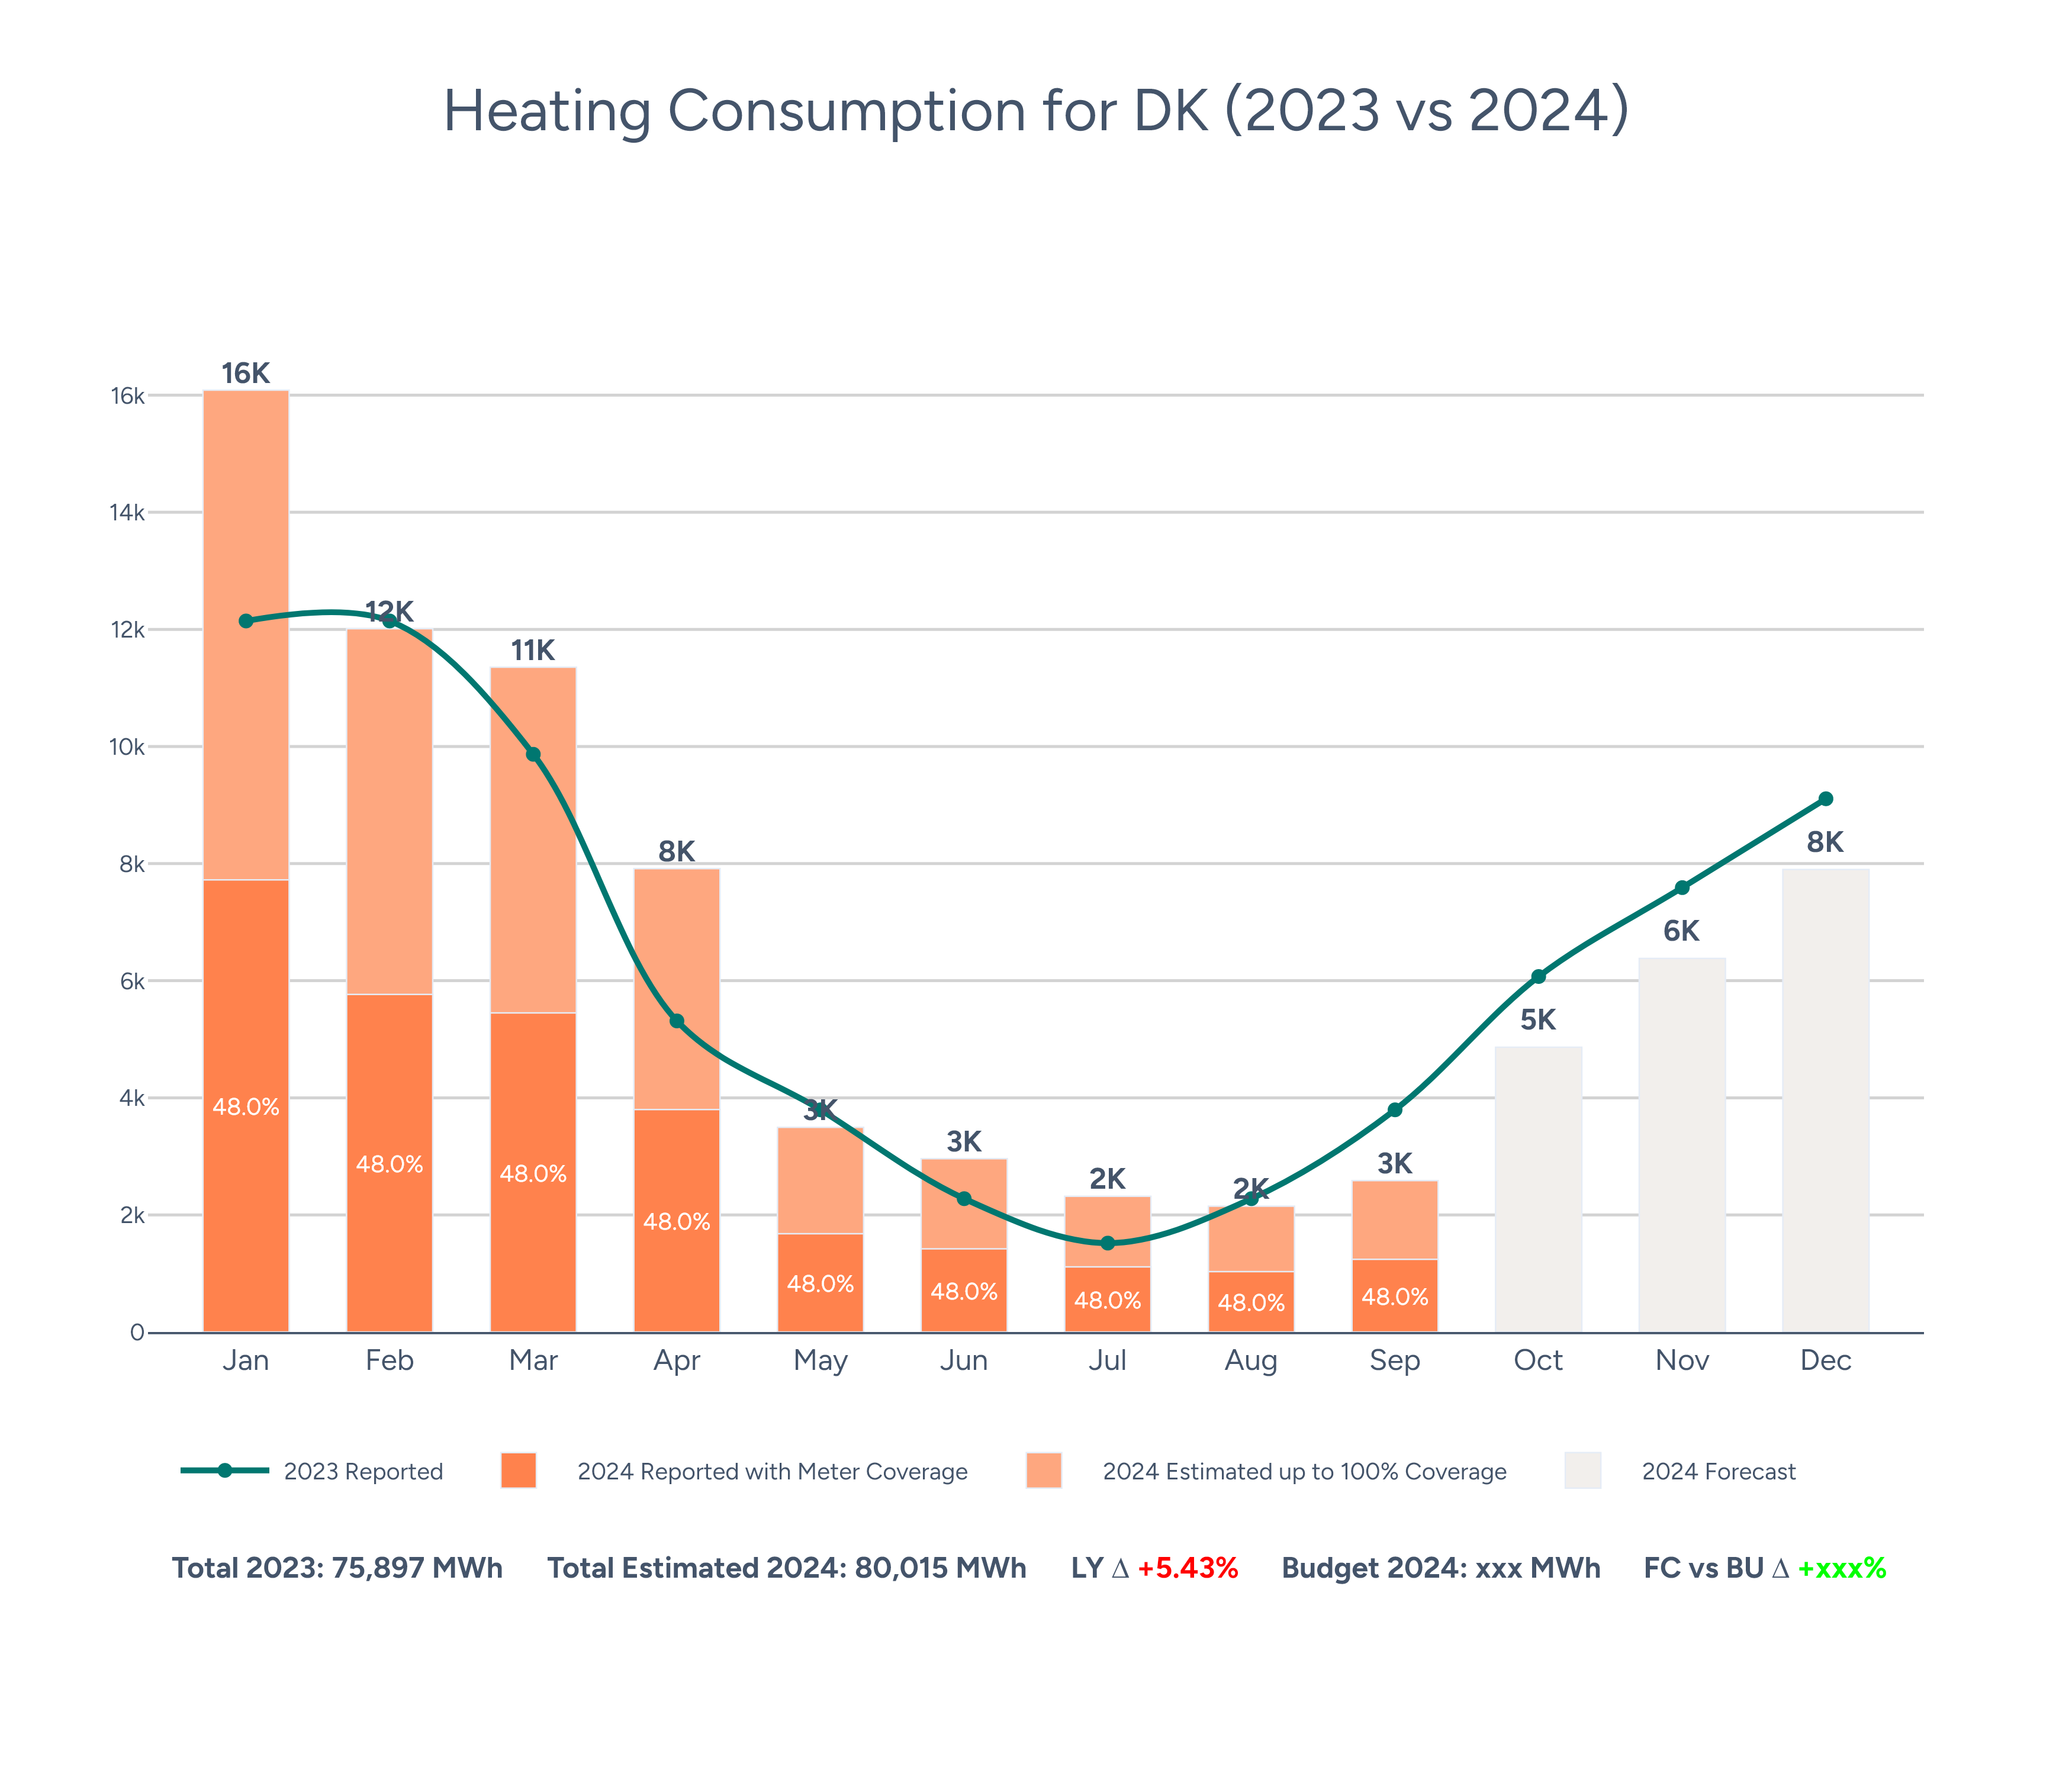 Heating Consumption for DK (2023 vs 2024)
16K
16k
14k
12K
12k
11K
10k
8K
8K
8k
6K
6k
5K
4k
3K
3K
3K
2K
2K
2k
48.0%
48.0%
48.0%
48.0%
48.0%
48.0%
48.0%
48.0%
48.0%
0
Jan Feb Mar Apr May Jun Jul Aug Sep Oct Nov Dec
2023 Reported 2024 Reported with Meter Coverage 2024 Estimated up to 100% Coverage 2024 Forecast
Total 2023: 75,897 MWh Total Estimated 2024: 80,015 MWh LY Δ +5.43% Budget 2024: xxx MWh FC vs BU Δ +xxx%